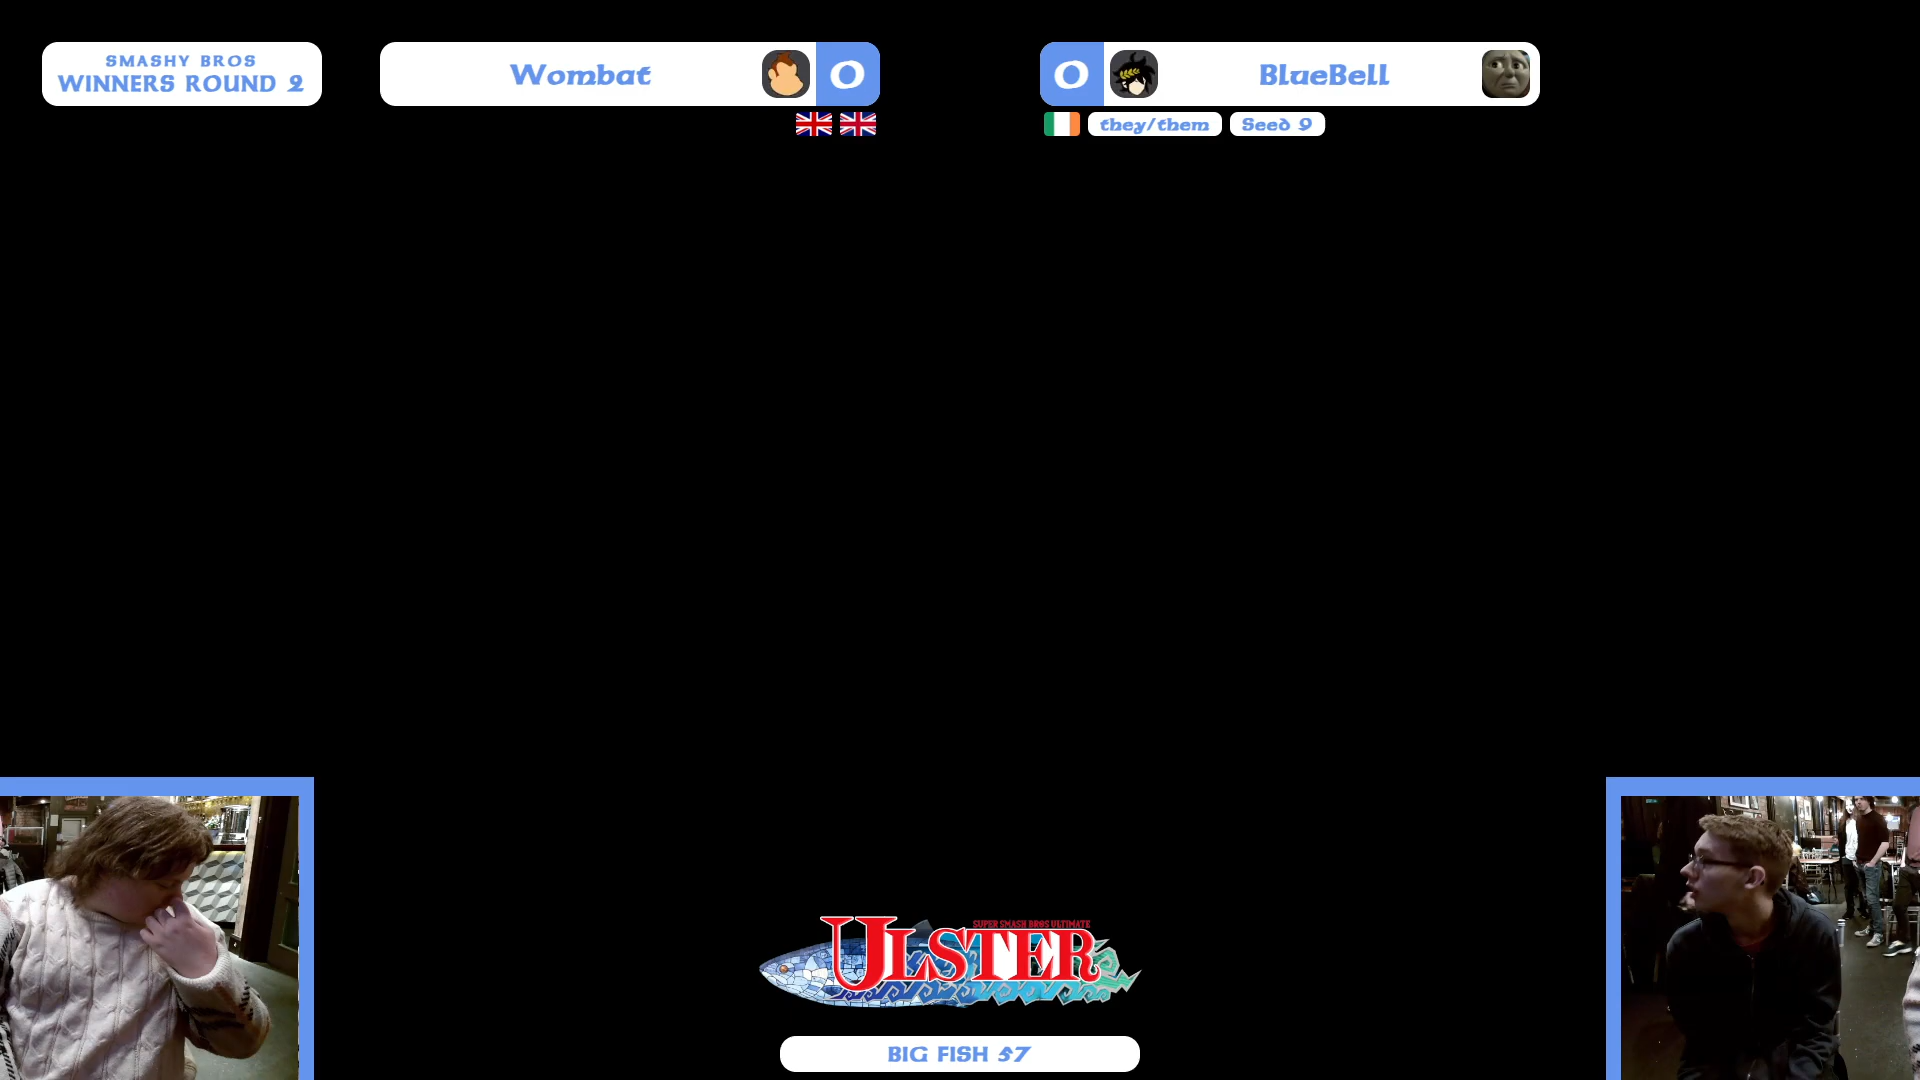 SMASHY BROS
WINNERS ROUND 2
Wombat
0
0
BlueBell
they/them
Seed 9
SUPER SMASH BROS ULTIMATE
ULSTER
BIG FISH 57